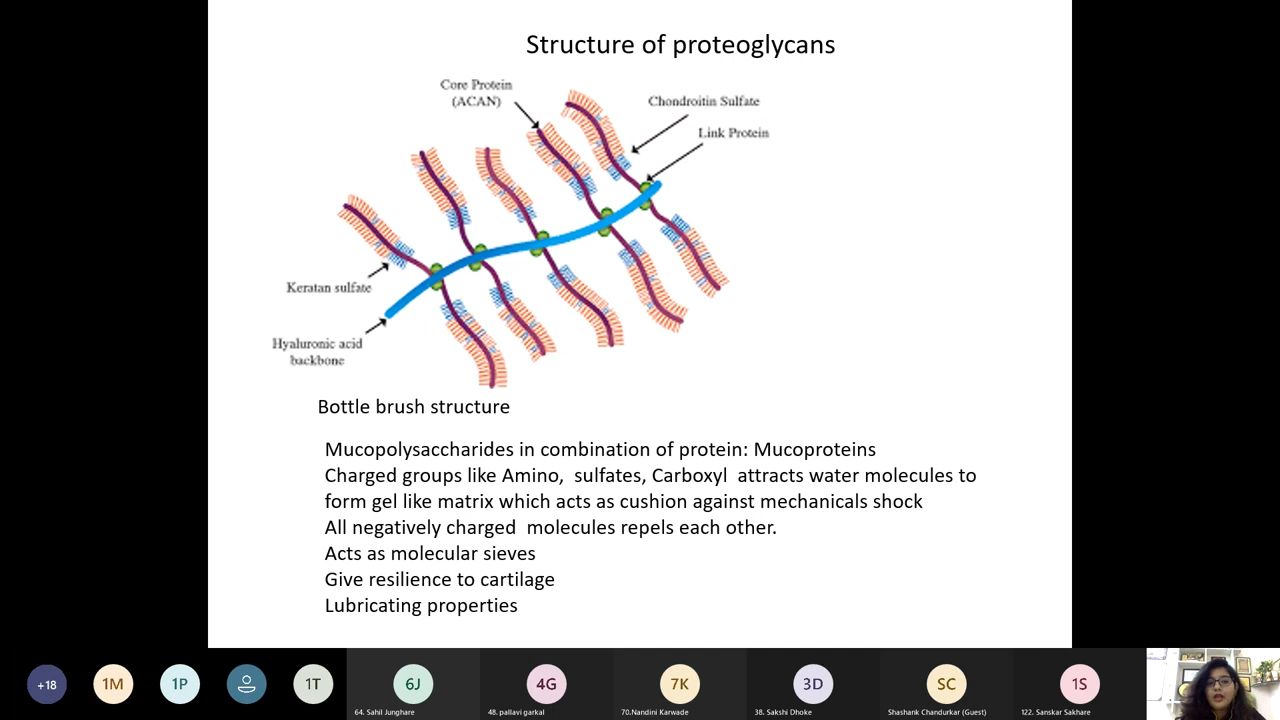 Structure of proteoglycans
Core Protein
(ACAN)
Chondroitin Sulfate
Link Protein
Keratan sulfate
Hyaluronic acid
backbone
Bottle brush structure
Mucopolysaccharides in combination of protein: Mucoproteins
Charged groups like Amino,  sulfates, Carboxyl  attracts water molecules to
form gel like matrix which acts as cushion against mechanicals shock
All negatively charged  molecules repels each other.
Acts as molecular sieves
Give resilience to cartilage
Lubricating properties
+18
1M
1P
1T
6J
4G
7K
3D
SC
1S
64. Sahil Junghare
48. pallavi garkal
70.Nandini Karwade
38. Sakshi Dhoke
Shashank Chandurkar (Guest)
122. Sanskar Sakhare